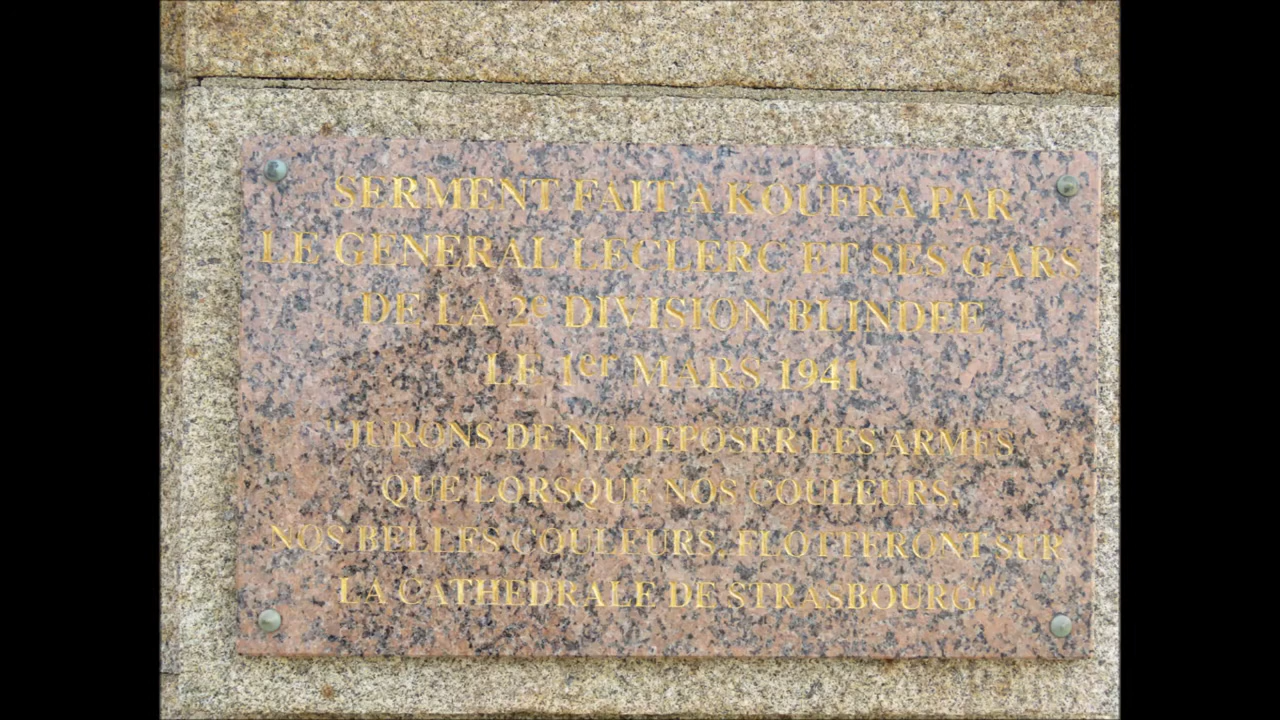 SERMENT FAIT A KOUFRA PAR
LE GENERAL LECLERC ET SES GARS
DE LA 2e DIVISION BLINDEE
LE 1er MARS 1941
"JURONS DE NE DEPOSER LES ARMES
QUE LORSQUE NOS COULEURS,
NOS BELLES COULEURS, FLOTTERONT SUR
LA CATHEDRALE DE STRASBOURG"